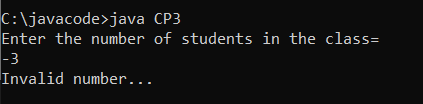 C:\javacode>java CP3
Enter the number of students in the class=
-3
Invalid number...